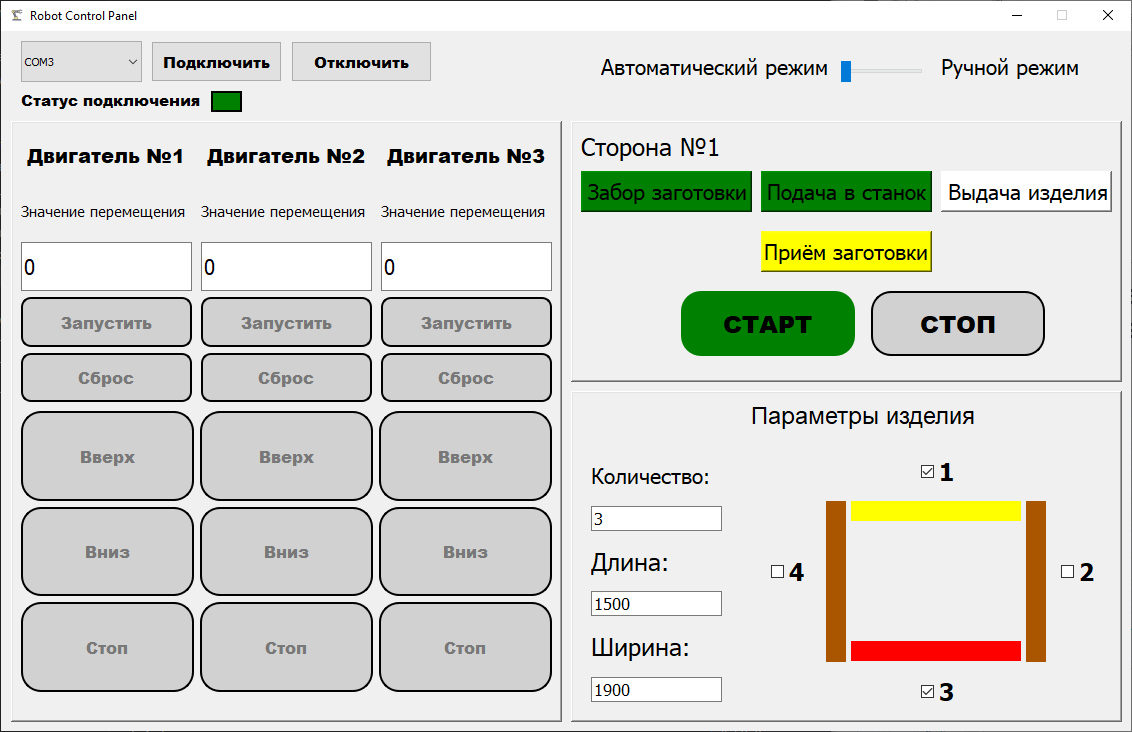 Robot Control Panel
COM3 Подключить Отключить
Автоматический режим Ручной режим
Статус подключения
Двигатель №1 Двигатель №2 Двигатель №3
Значение перемещения Значение перемещения Значение перемещения
0 0 0
Запустить Запустить Запустить
Сброс Сброс Сброс
Вверх Вверх Вверх
Вниз Вниз Вниз
Стоп Стоп Стоп
Сторона №1
Забор заготовки Подача в станок Выдача изделия
Приём заготовки
СТАРТ СТОП
Параметры изделия
Количество:
3
Длина:
1500
Ширина:
1900
1
4 2
3